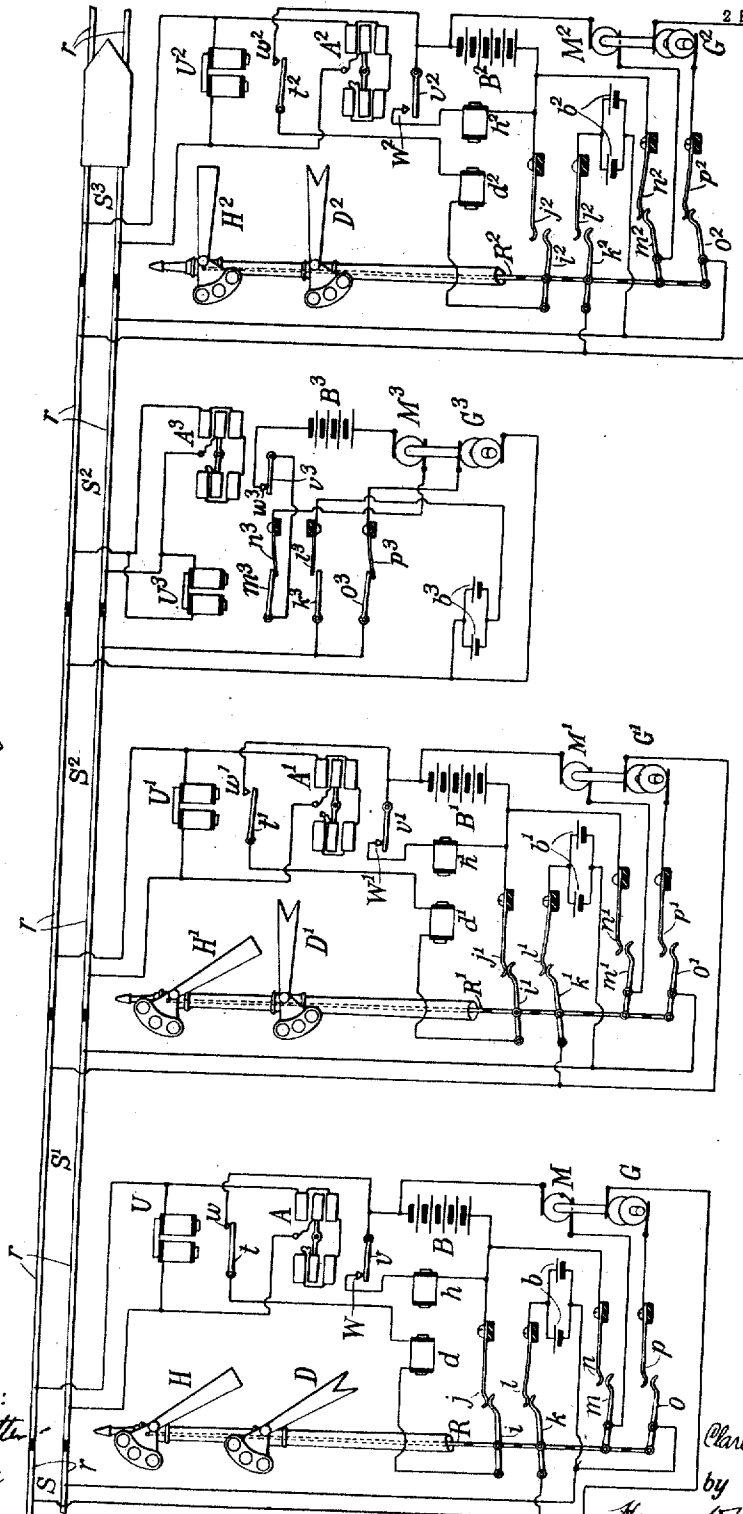 2
r
U²
w²
t²
A²
v²
W²
B²
M²
G²
S³
H²
D²
d²
h²
j²
l²
b²
n²
p²
R²
i²
k²
m²
O²
r
S²
A³
U³
B³
M³
G³
w³
v³
n³
l³
p³
m³
k³
O³
b³
S²
r
U¹
w¹
t¹
A¹
v¹
W¹
B¹
M¹
G¹
H¹
D¹
d¹
h
j¹
l¹
b¹
n¹
p¹
R¹
i¹
k¹
m¹
O¹
S¹
r
U
w
t
A
v
W
B
M
G
H
D
d
h
j
l
b
n
p
R
i
k
m
O
S
r
by